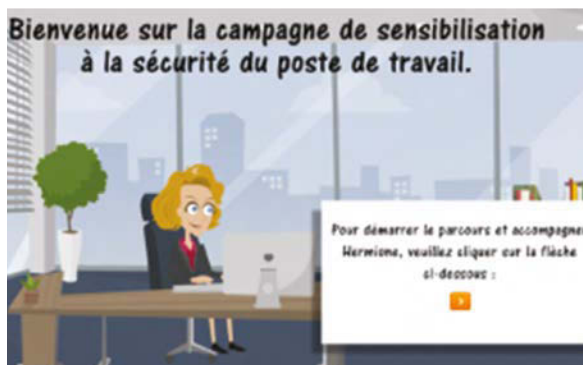 Bienvenue sur la campagne de sensibilisation
à la sécurité du poste de travail.
Pour démarrer le parcours et accompagner
Hermione, veuillez cliquer sur la flèche
ci-dessous :